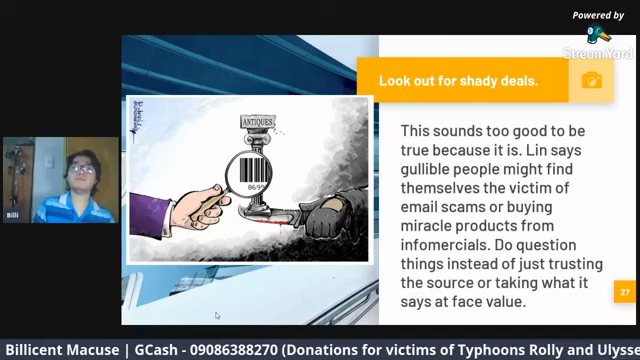 Powered by
StreamYard
Look out for shady deals.
ANTIQUES
8699
This sounds too good to be
true because it is. Lin says
gullible people might find
themselves the victim of
email scams or buying
miracle products from
infomercials. Do question
things instead of just trusting
the source or taking what it
says at face value.
Billi
27
Billicent Macuse | GCash - 09086388270 (Donations for victims of Typhoons Rolly and Ulysse